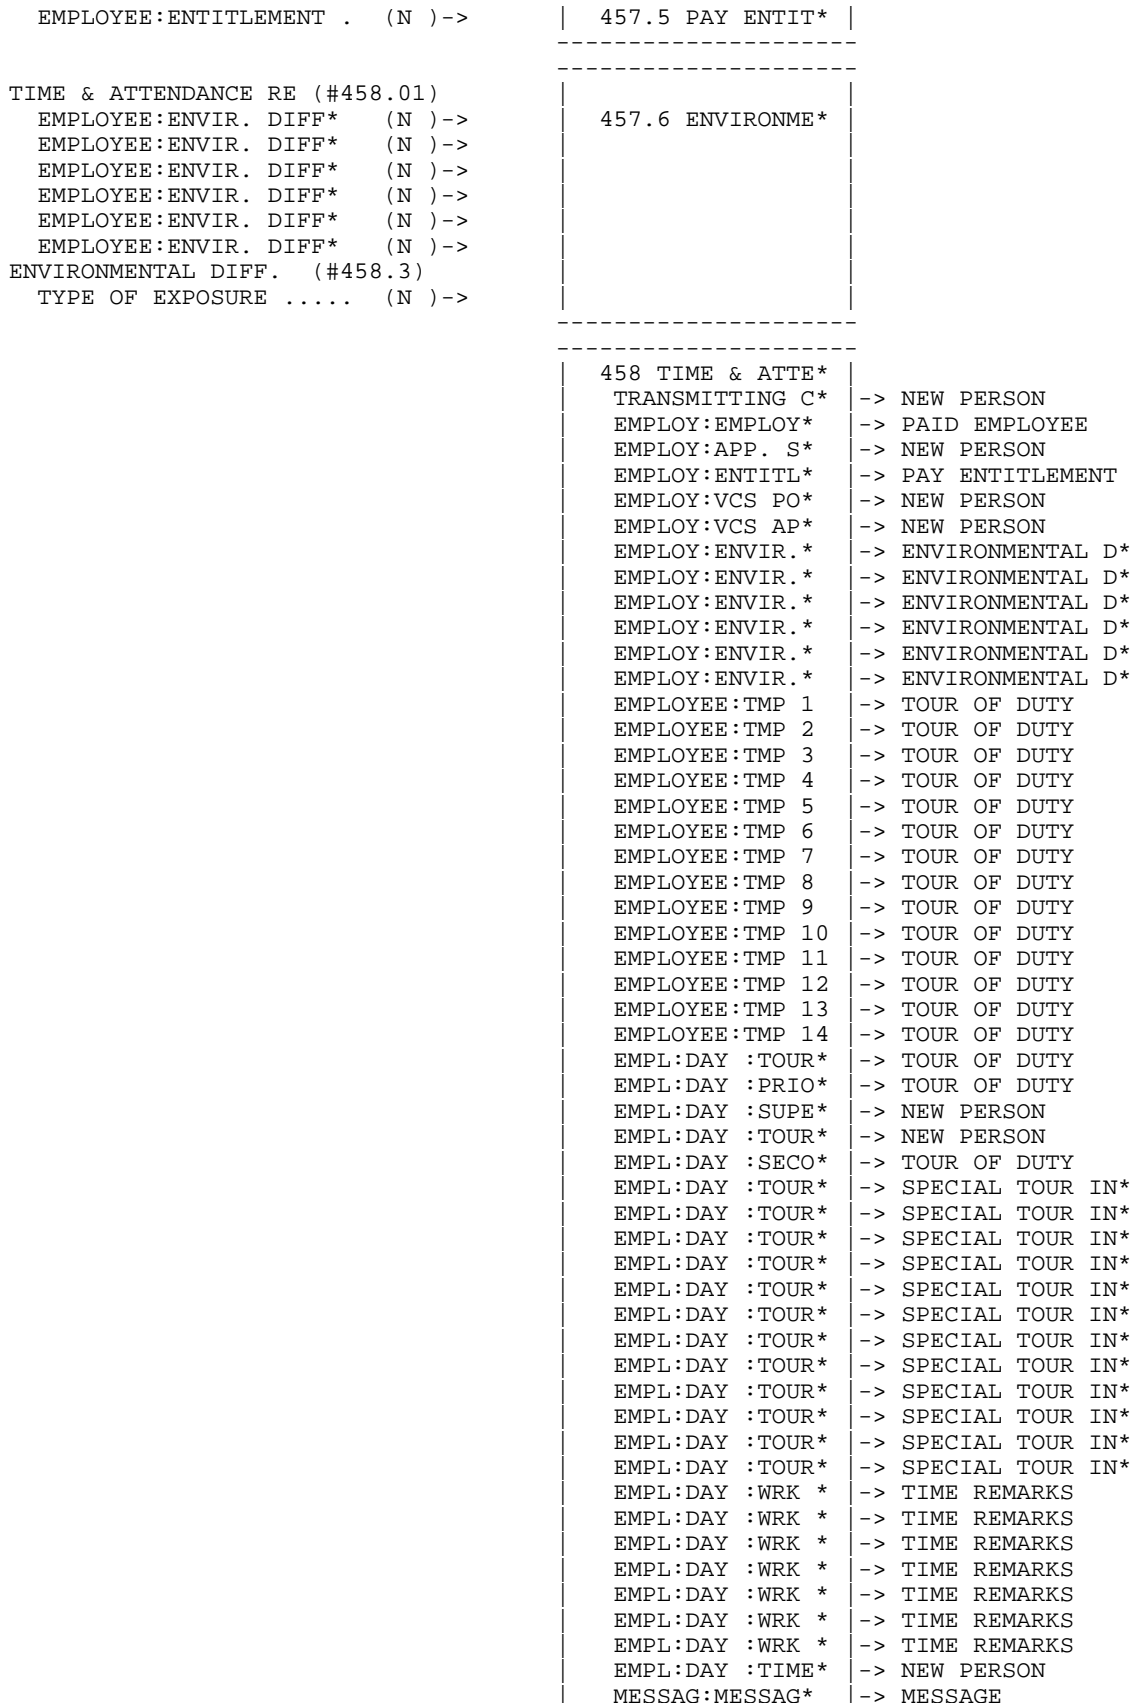 EMPLOYEE:ENTITLEMENT .  (N )->      |  457.5 PAY ENTIT* |
                                      ---------------------
                                      ---------------------
TIME & ATTENDANCE RE (#458.01)        |                   |
  EMPLOYEE:ENVIR. DIFF*   (N )->      |  457.6 ENVIRONME* |
  EMPLOYEE:ENVIR. DIFF*   (N )->      |                   |
  EMPLOYEE:ENVIR. DIFF*   (N )->      |                   |
  EMPLOYEE:ENVIR. DIFF*   (N )->      |                   |
  EMPLOYEE:ENVIR. DIFF*   (N )->      |                   |
  EMPLOYEE:ENVIR. DIFF*   (N )->      |                   |
ENVIRONMENTAL DIFF.  (#458.3)         |                   |
  TYPE OF EXPOSURE .....  (N )->      |                   |
                                      ---------------------
                                      ---------------------
                                      |  458 TIME & ATTE* |
                                      |   TRANSMITTING C* |-> NEW PERSON
                                      |   EMPLOY:EMPLOY*  |-> PAID EMPLOYEE
                                      |   EMPLOY:APP. S*  |-> NEW PERSON
                                      |   EMPLOY:ENTITL*  |-> PAY ENTITLEMENT
                                      |   EMPLOY:VCS PO*  |-> NEW PERSON
                                      |   EMPLOY:VCS AP*  |-> NEW PERSON
                                      |   EMPLOY:ENVIR.*  |-> ENVIRONMENTAL D*
                                      |   EMPLOY:ENVIR.*  |-> ENVIRONMENTAL D*
                                      |   EMPLOY:ENVIR.*  |-> ENVIRONMENTAL D*
                                      |   EMPLOY:ENVIR.*  |-> ENVIRONMENTAL D*
                                      |   EMPLOY:ENVIR.*  |-> ENVIRONMENTAL D*
                                      |   EMPLOY:ENVIR.*  |-> ENVIRONMENTAL D*
                                      |   EMPLOYEE:TMP 1  |-> TOUR OF DUTY
                                      |   EMPLOYEE:TMP 2  |-> TOUR OF DUTY
                                      |   EMPLOYEE:TMP 3  |-> TOUR OF DUTY
                                      |   EMPLOYEE:TMP 4  |-> TOUR OF DUTY
                                      |   EMPLOYEE:TMP 5  |-> TOUR OF DUTY
                                      |   EMPLOYEE:TMP 6  |-> TOUR OF DUTY
                                      |   EMPLOYEE:TMP 7  |-> TOUR OF DUTY
                                      |   EMPLOYEE:TMP 8  |-> TOUR OF DUTY
                                      |   EMPLOYEE:TMP 9  |-> TOUR OF DUTY
                                      |   EMPLOYEE:TMP 10 |-> TOUR OF DUTY
                                      |   EMPLOYEE:TMP 11 |-> TOUR OF DUTY
                                      |   EMPLOYEE:TMP 12 |-> TOUR OF DUTY
                                      |   EMPLOYEE:TMP 13 |-> TOUR OF DUTY
                                      |   EMPLOYEE:TMP 14 |-> TOUR OF DUTY
                                      |   EMPL:DAY :TOUR* |-> TOUR OF DUTY
                                      |   EMPL:DAY :PRIO* |-> TOUR OF DUTY
                                      |   EMPL:DAY :SUPE* |-> NEW PERSON
                                      |   EMPL:DAY :TOUR* |-> NEW PERSON
                                      |   EMPL:DAY :SECO* |-> TOUR OF DUTY
                                      |   EMPL:DAY :TOUR* |-> SPECIAL TOUR IN*
                                      |   EMPL:DAY :TOUR* |-> SPECIAL TOUR IN*
                                      |   EMPL:DAY :TOUR* |-> SPECIAL TOUR IN*
                                      |   EMPL:DAY :TOUR* |-> SPECIAL TOUR IN*
                                      |   EMPL:DAY :TOUR* |-> SPECIAL TOUR IN*
                                      |   EMPL:DAY :TOUR* |-> SPECIAL TOUR IN*
                                      |   EMPL:DAY :TOUR* |-> SPECIAL TOUR IN*
                                      |   EMPL:DAY :TOUR* |-> SPECIAL TOUR IN*
                                      |   EMPL:DAY :TOUR* |-> SPECIAL TOUR IN*
                                      |   EMPL:DAY :TOUR* |-> SPECIAL TOUR IN*
                                      |   EMPL:DAY :TOUR* |-> SPECIAL TOUR IN*
                                      |   EMPL:DAY :TOUR* |-> SPECIAL TOUR IN*
                                      |   EMPL:DAY :WRK * |-> TIME REMARKS
                                      |   EMPL:DAY :WRK * |-> TIME REMARKS
                                      |   EMPL:DAY :WRK * |-> TIME REMARKS
                                      |   EMPL:DAY :WRK * |-> TIME REMARKS
                                      |   EMPL:DAY :WRK * |-> TIME REMARKS
                                      |   EMPL:DAY :WRK * |-> TIME REMARKS
                                      |   EMPL:DAY :WRK * |-> TIME REMARKS
                                      |   EMPL:DAY :TIME* |-> NEW PERSON
                                      |   MESSAG:MESSAG*  |-> MESSAGE